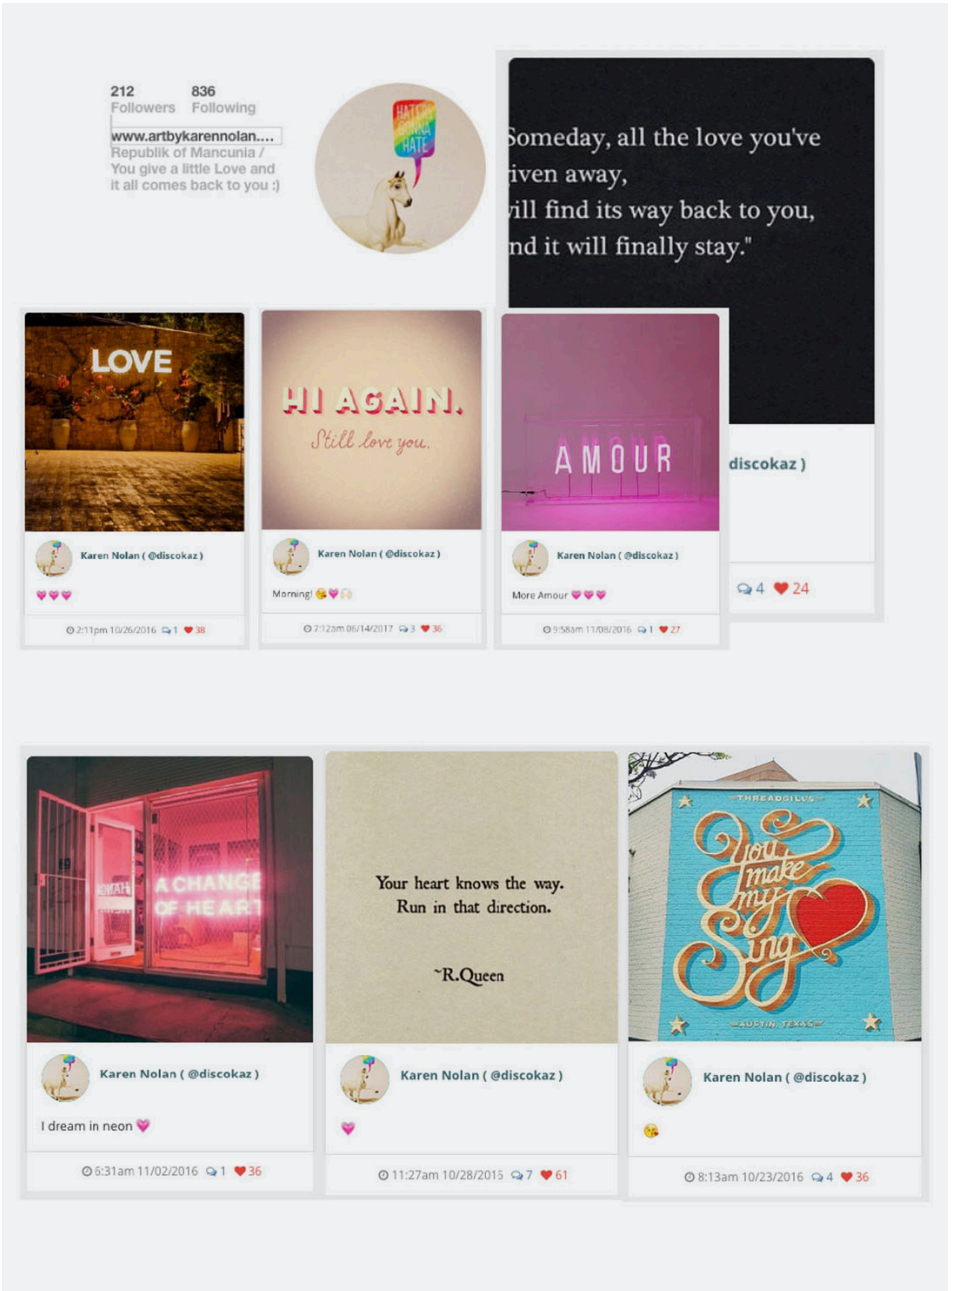 212 836
Followers Following
www.artbykarennolan....
Republik of Mancunia /
You give a little Love and
it all comes back to you :)
HATERS
GONNA
HATE
Someday, all the love you've
iven away,
ill find its way back to you,
nd it will finally stay."
discokaz )
4 24
LOVE
Karen Nolan ( @discokaz )
2:11pm 10/26/2016 1 38
HI AGAIN.
Still love you.
Karen Nolan ( @discokaz )
Morning!
7:12am 06/14/2017 3 36
AMOUR
Karen Nolan ( @discokaz )
More Amour
9:58am 11/08/2016 1 27
A CHANGE
OF HEART
Karen Nolan ( @discokaz )
I dream in neon
6:31am 11/02/2016 1 36
Your heart knows the way.
Run in that direction.
~R.Queen
Karen Nolan ( @discokaz )
11:27am 10/28/2015 7 61
THREADGILL'S
You
make
my
Sing
AUSTIN, TEXAS
Karen Nolan ( @discokaz )
8:13am 10/23/2016 4 36